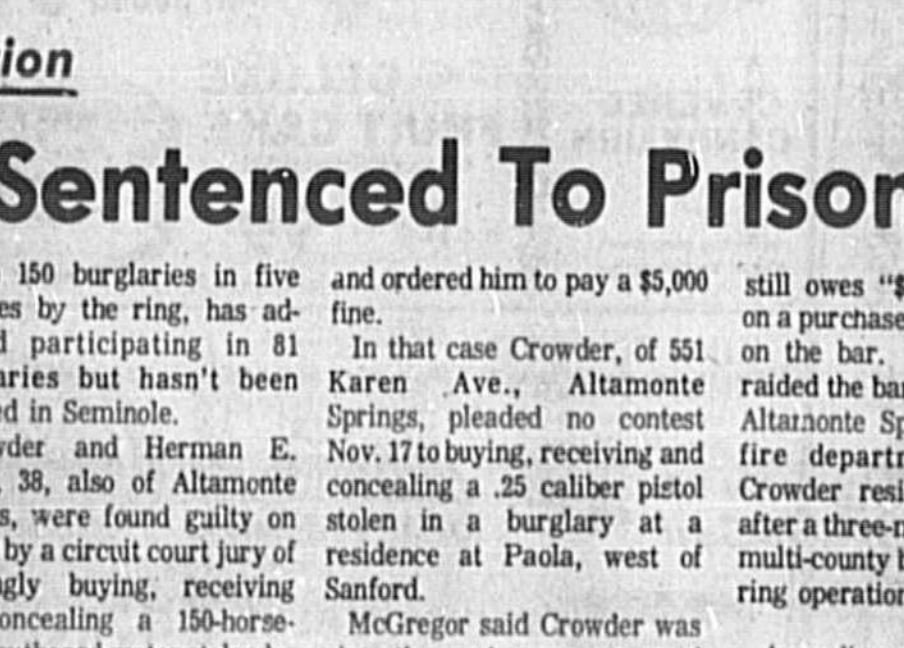 ion
Sentenced To Prison
150 burglaries in five
es by the ring, has ad-
d participating in 81
aries but hasn't been
ed in Seminole.
wder and Herman E.
, 38, also of Altamonte
s, were found guilty on
by a circuit court jury of
gly buying, receiving
oncealing a 150-horse-
and ordered him to pay a $5,000
fine.
In that case Crowder, of 551
Karen Ave., Altamonte
Springs, pleaded no contest
Nov. 17 to buying, receiving and
concealing a .25 caliber pistol
stolen in a burglary at a
residence at Paola, west of
Sanford.
McGregor said Crowder was
still owes "$
on a purchase
on the bar.
raided the bar
Altamonte Sp
fire departm
Crowder resi
after a three-m
multi-county b
ring operation